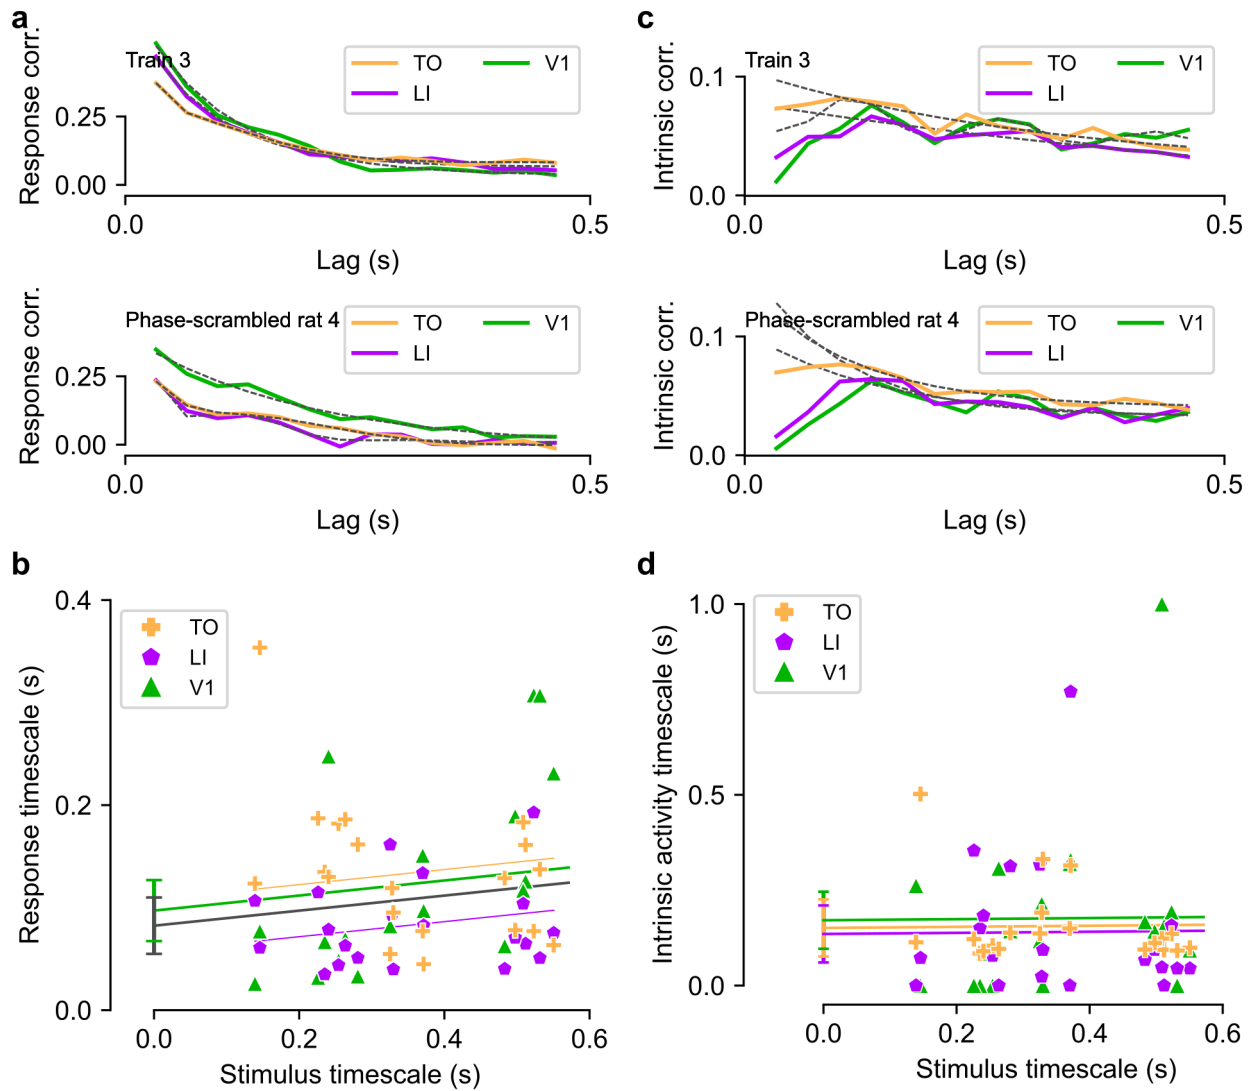 a
Response corr.
Train 3
TO
V1
LI
0.25
0.00
0.0
0.5
Lag (s)
Response corr.
Phase-scrambled rat 4
TO
V1
LI
0.25
0.00
0.0
0.5
Lag (s)
b
Response timescale (s)
0.4
TO
LI
V1
0.2
0.0
0.0
0.2
0.4
0.6
Stimulus timescale (s)
c
Intrinsic corr.
Train 3
TO
V1
LI
0.1
0.0
0.0
0.5
Lag (s)
Intrinsic corr.
Phase-scrambled rat 4
TO
V1
LI
0.1
0.0
0.0
0.5
Lag (s)
d
Intrinsic activity timescale (s)
1.0
TO
LI
V1
0.5
0.0
0.0
0.2
0.4
0.6
Stimulus timescale (s)